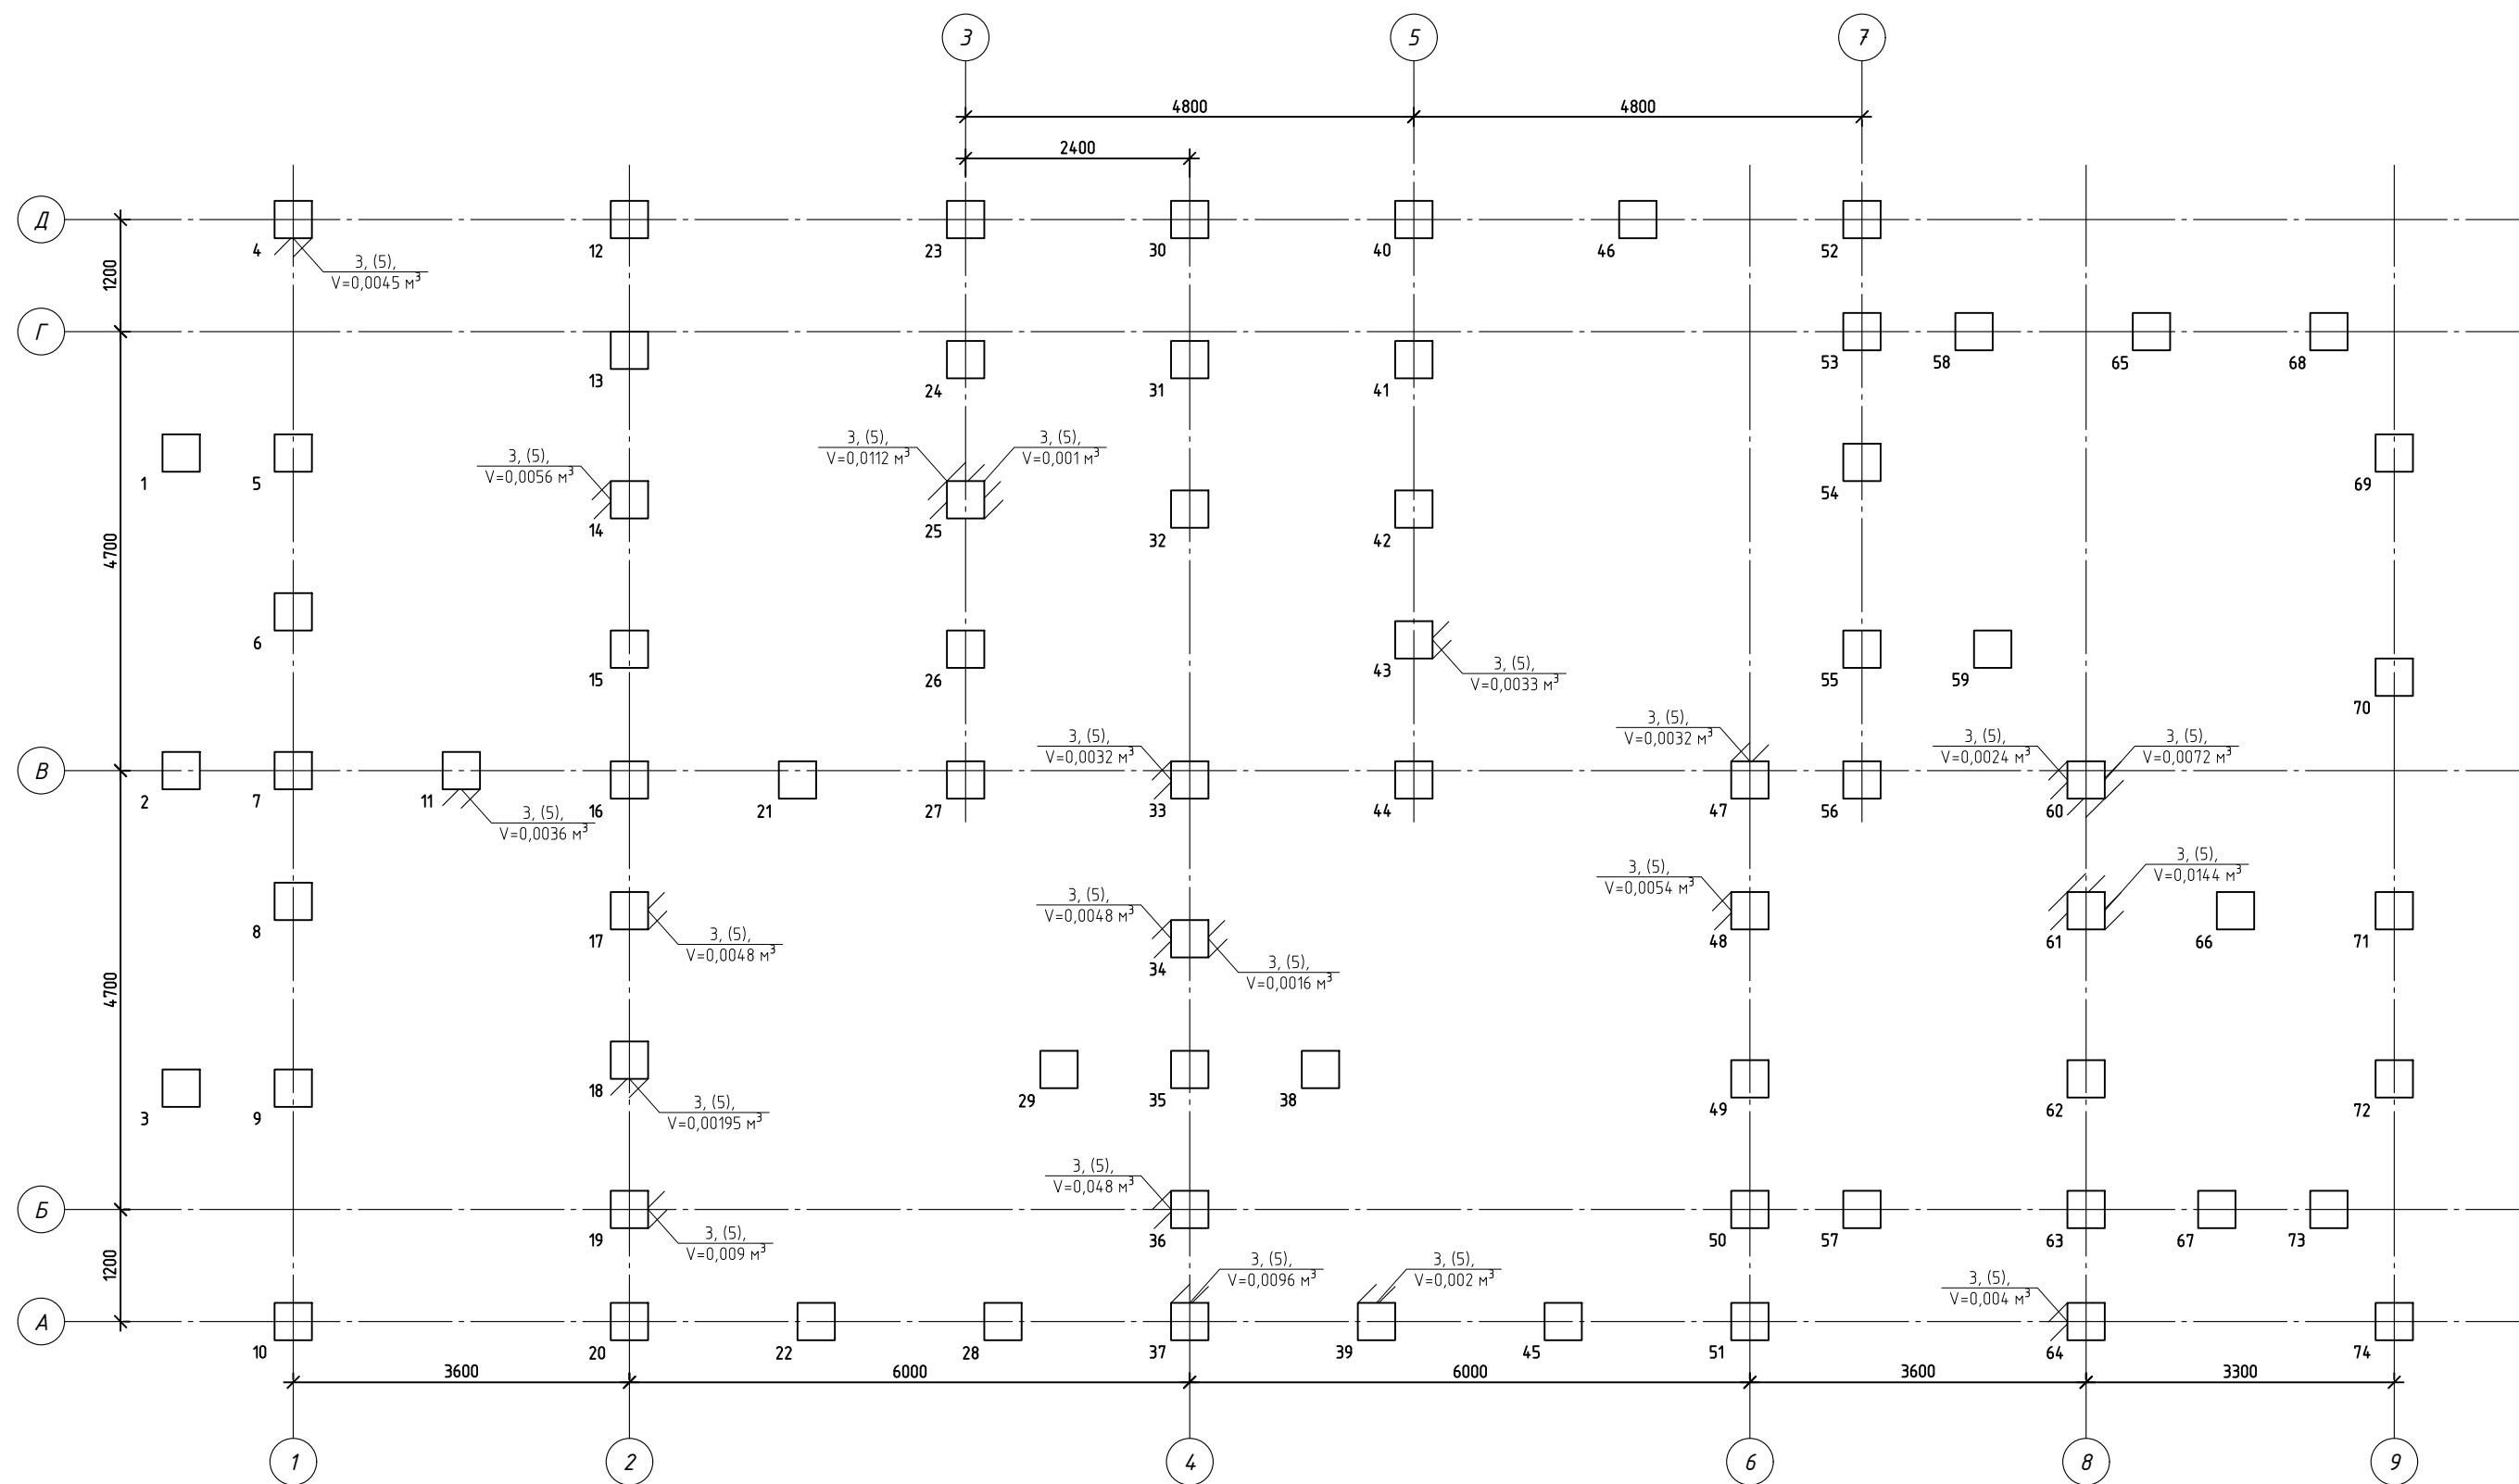 3 5 7
4800 4800
2400
Д
4 12 23 30 40 46 52
3, (5),
V=0,0045 м³
1200
Г
13 24 31 41 53 58 65 68
3, (5),
V=0,0112 м³
3, (5),
V=0,001 м³
3, (5),
V=0,0056 м³
1 5 14 25 32 42 54 69
4700
6 15 26 43 55 59 70
3, (5),
V=0,0033 м³
3, (5),
V=0,0032 м³
3, (5),
V=0,0032 м³
3, (5),
V=0,0024 м³
3, (5),
V=0,0072 м³
В
2 7 11 16 21 27 33 44 47 56 60
3, (5),
V=0,0036 м³
3, (5),
V=0,0048 м³
3, (5),
V=0,0054 м³
3, (5),
V=0,0144 м³
8 17 34 48 61 66 71
3, (5),
V=0,0048 м³
3, (5),
V=0,0016 м³
4700
3 9 18 29 35 38 49 62 72
3, (5),
V=0,00195 м³
3, (5),
V=0,048 м³
Б
19 36 50 57 63 67 73
3, (5),
V=0,009 м³
3, (5),
V=0,0096 м³
3, (5),
V=0,002 м³
3, (5),
V=0,004 м³
1200
А
10 20 22 28 37 39 45 51 64 74
3600 6000 6000 3600 3300
1 2 4 6 8 9